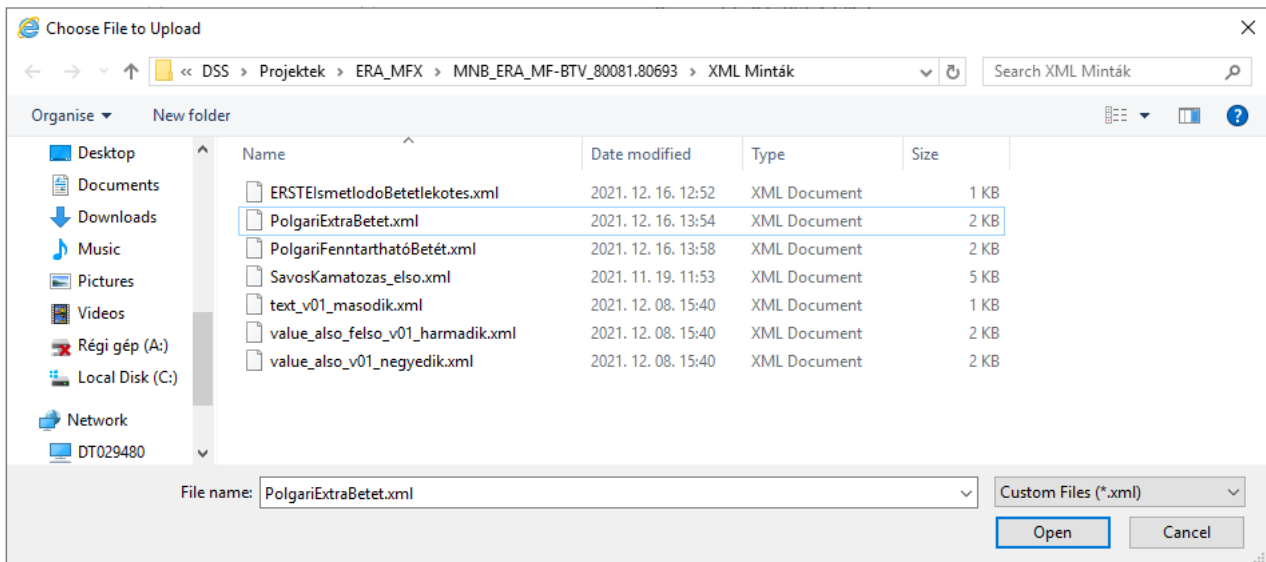 Choose File to Upload
« DSS > Projektek > ERA_MFX > MNB_ERA_MF-BTV_80081.80693 > XML Minták
Search XML Minták
Organise
New folder
Desktop
Documents
Downloads
Music
Pictures
Videos
Régi gép (A:)
Local Disk (C:)
Network
DT029480
Name Date modified Type Size
ERSTEIsmetlodoBetetlekotes.xml 2021. 12. 16. 12:52 XML Document 1 KB
PolgariExtraBetet.xml 2021. 12. 16. 13:54 XML Document 2 KB
PolgariFenntarthatóBetét.xml 2021. 12. 16. 13:58 XML Document 2 KB
SavosKamatozas_elso.xml 2021. 11. 19. 11:53 XML Document 5 KB
text_v01_masodik.xml 2021. 12. 08. 15:40 XML Document 1 KB
value_also_felso_v01_harmadik.xml 2021. 12. 08. 15:40 XML Document 2 KB
value_also_v01_negyedik.xml 2021. 12. 08. 15:40 XML Document 2 KB
File name: PolgariExtraBetet.xml
Custom Files (*.xml)
Open
Cancel